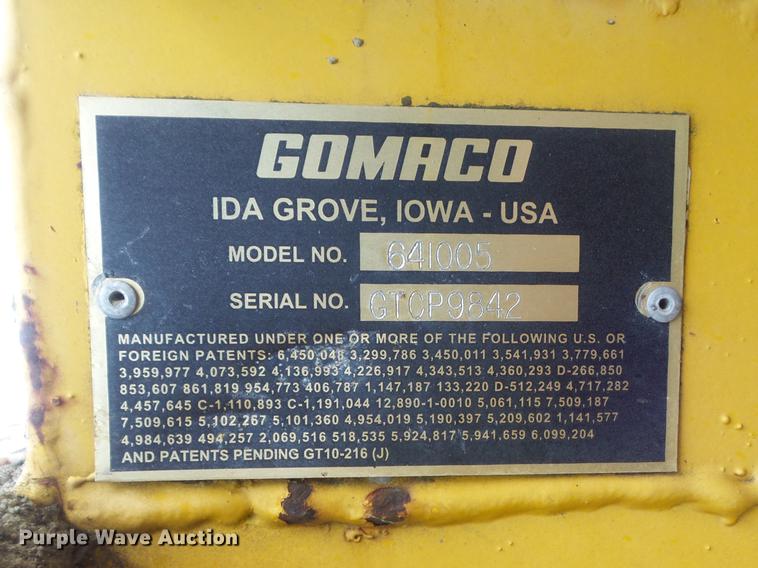 GOMACO
IDA GROVE, IOWA - USA
MODEL NO. 641005
SERIAL NO. GTCP9842
MANUFACTURED UNDER ONE OR MORE OF THE FOLLOWING U.S. OR
FOREIGN PATENTS: 6,450,048 3,299,786 3,450,011 3,541,931 3,779,661
3,959,977 4,073,592 4,136,993 4,226,917 4,343,513 4,360,293 D-266,850
853,607 861,819 954,773 406,787 1,147,187 133,220 D-512,249 4,717,282
4,457,645 C-1,110,893 C-1,191,044 12,890-1-0010 5,061,115 7,509,187
7,509,615 5,102,267 5,101,360 4,954,019 5,190,397 5,209,602 1,141,577
4,984,639 494,257 2,069,516 518,535 5,924,817 5,941,659 6,099,204
AND PATENTS PENDING GT10-216 (J)
Purple Wave Auction